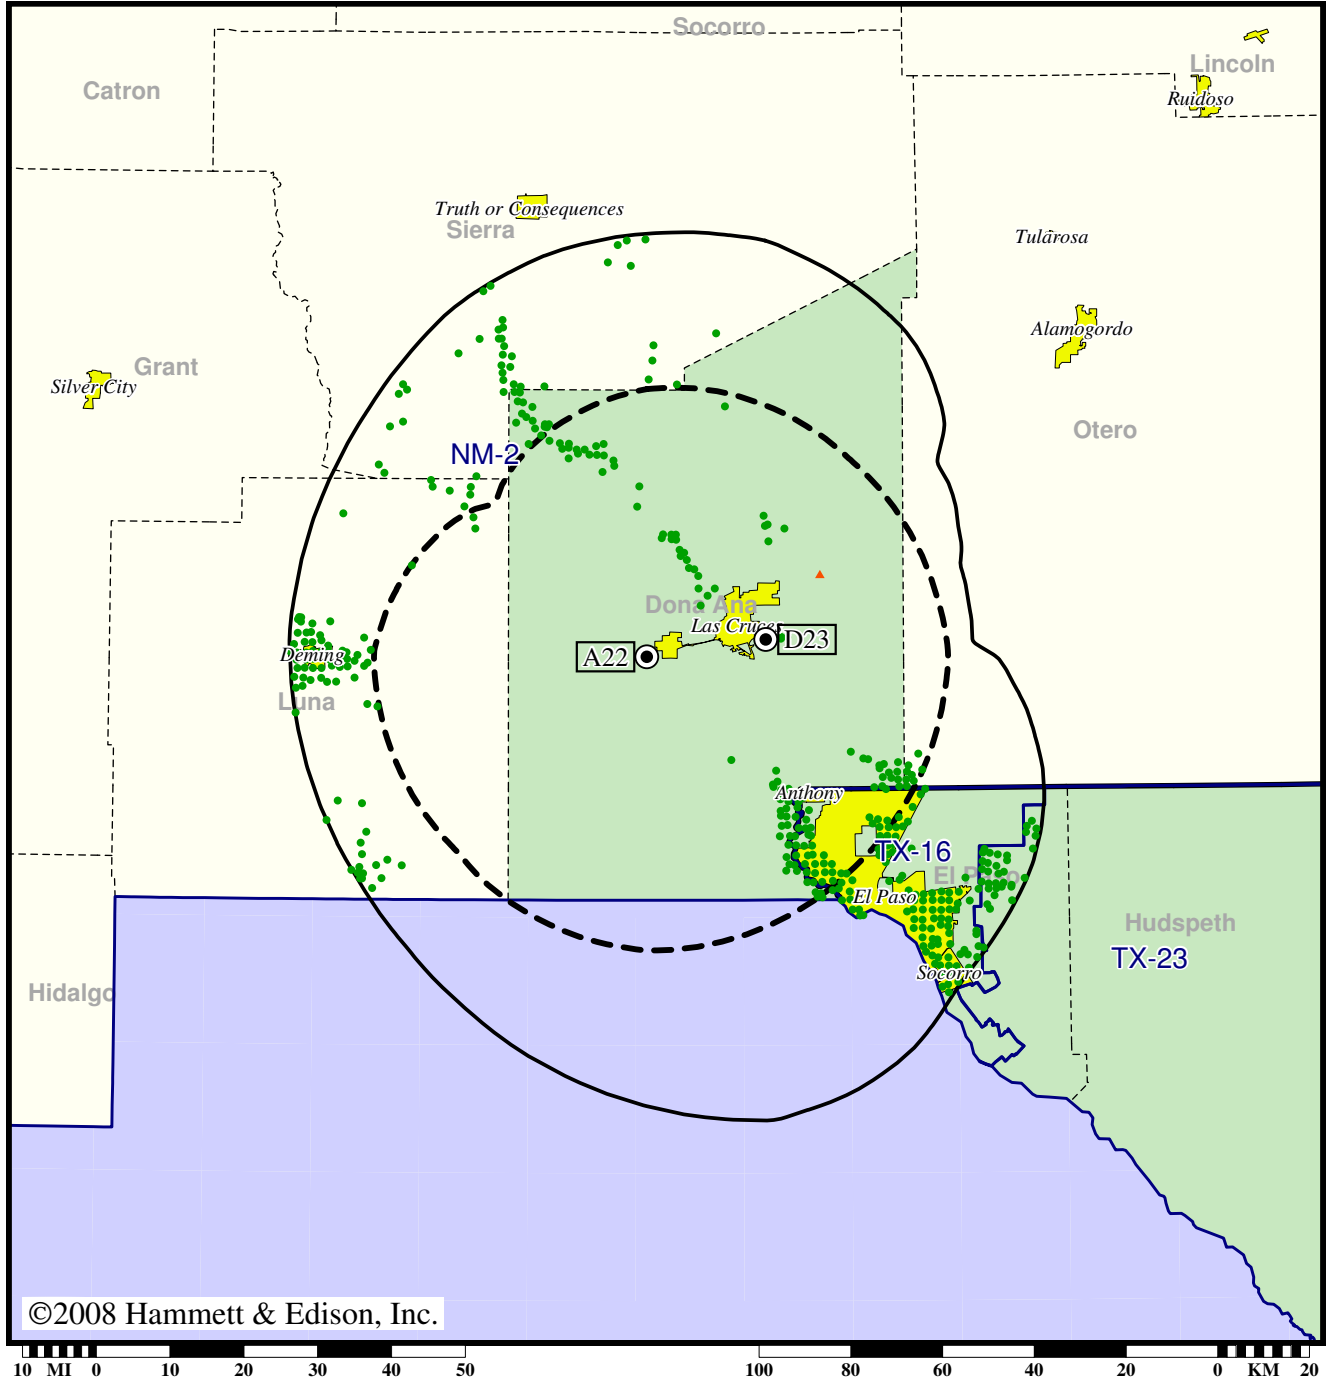 Socorro
Lincoln
Catron
Ruidoso
Truth or Consequences
Sierra
Tularosa
Alamogordo
Grant
Silver City
Otero
NM-2
Dona Ana
Las Cruces
D23
A22
Deming
Luna
Anthony
TX-16
El Paso
El Paso
Hudspeth
TX-23
Socorro
Hidalgo
©2008 Hammett & Edison, Inc.
10 MI 0 10 20 30 40 50 100 80 60 40 20 0 KM 20